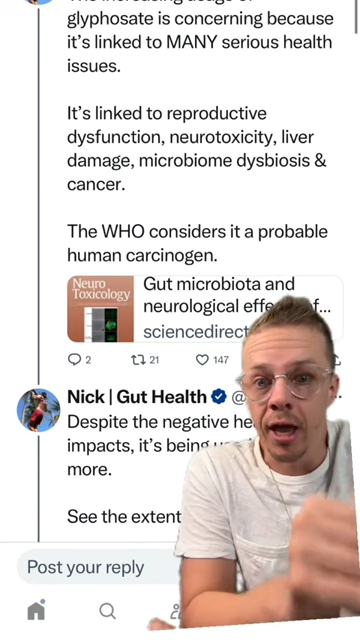 glyphosate is concerning because
it's linked to MANY serious health
issues.
It's linked to reproductive
dysfunction, neurotoxicity, liver
damage, microbiome dysbiosis &
cancer.
The WHO considers it a probable
human carcinogen.
Neuro
Toxicology
Gut microbiota and
neurological effe
f...
sciencedirect
2
21
147
Nick | Gut Health @
Despite the negative he
impacts, it's being
more.
See the extent
Post your reply